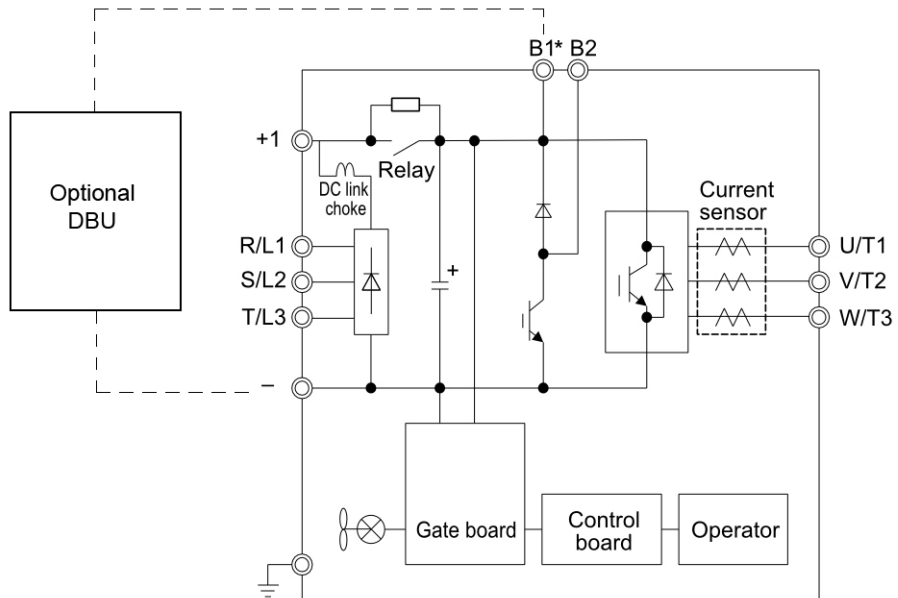 B1* B2
+1
Relay
DC link
choke
Optional
DBU
Current
sensor
R/L1
S/L2
T/L3
+
U/T1
V/T2
W/T3
–
Gate board
Control
board
Operator